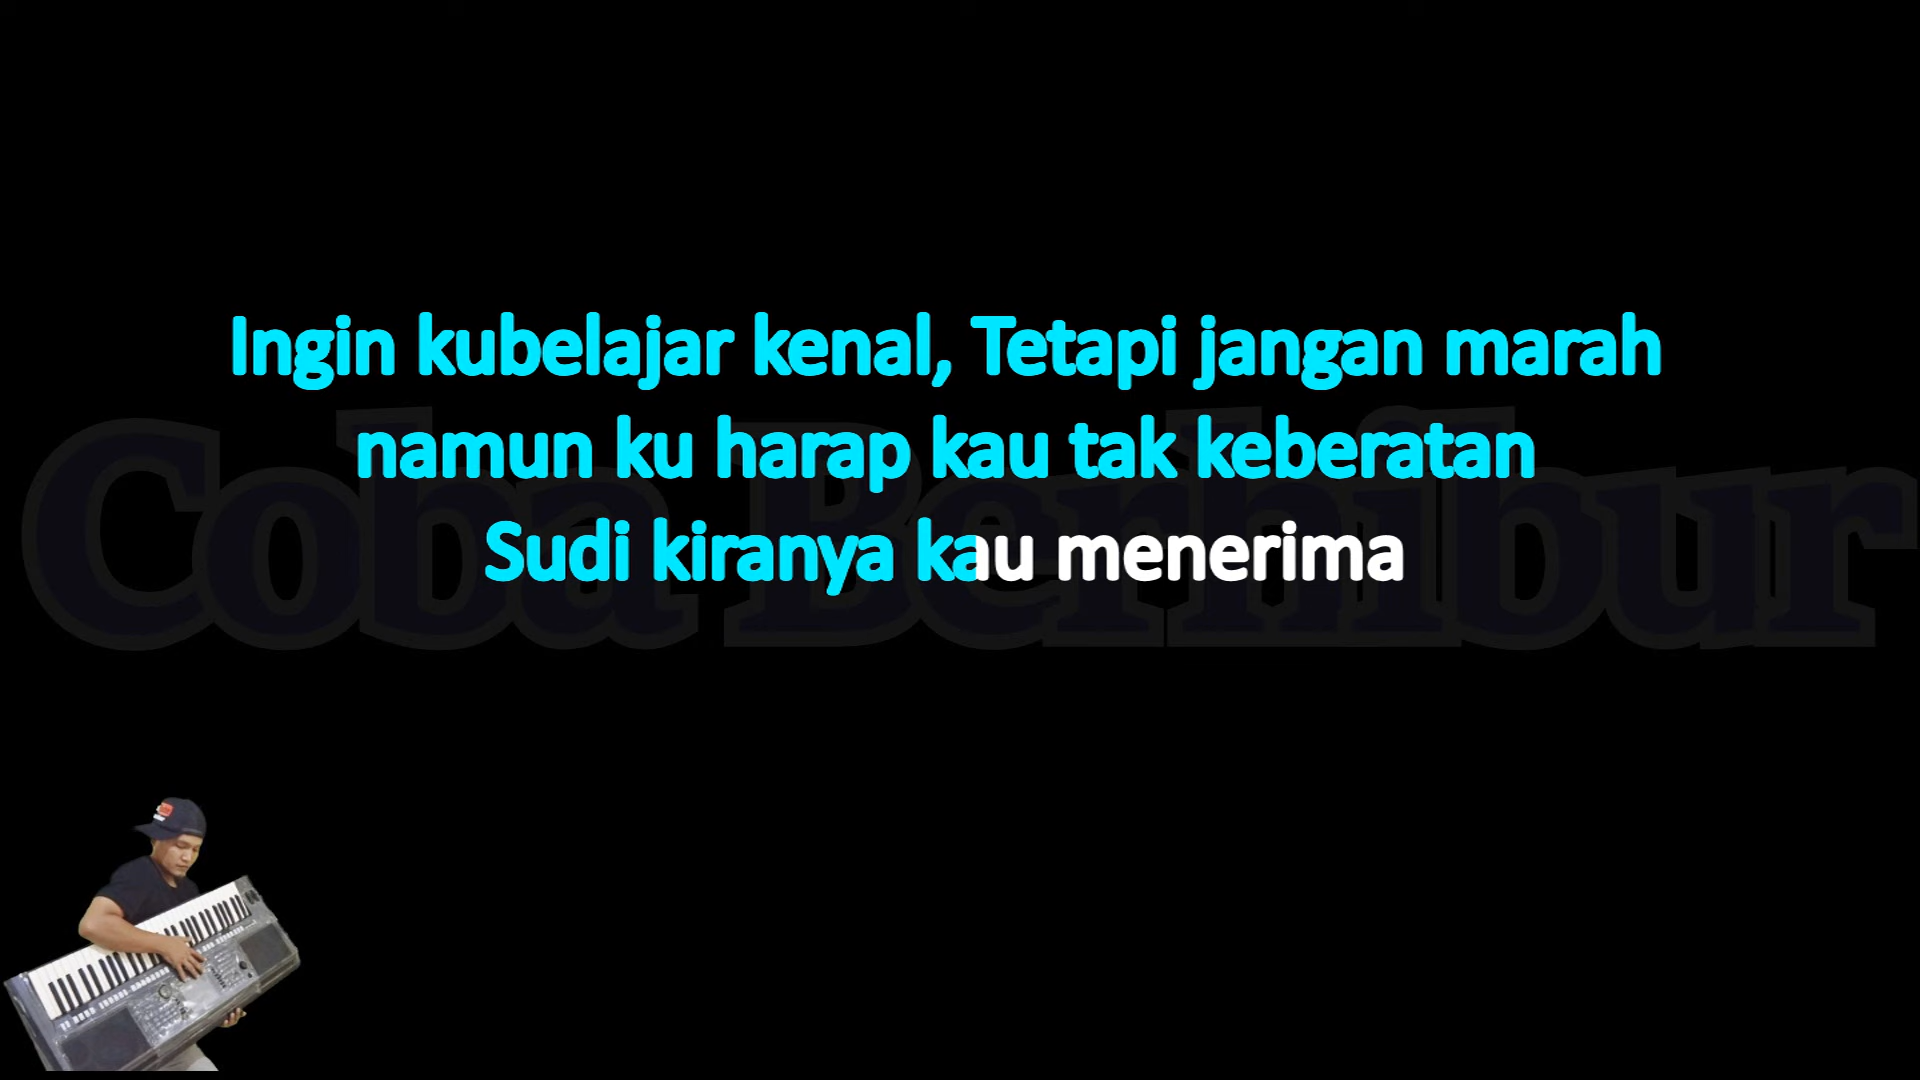 Ingin kubelajar kenal, Tetapi jangan marah
namun ku harap kau tak keberatan
Sudi kiranya kau menerima
Coba Berhibur